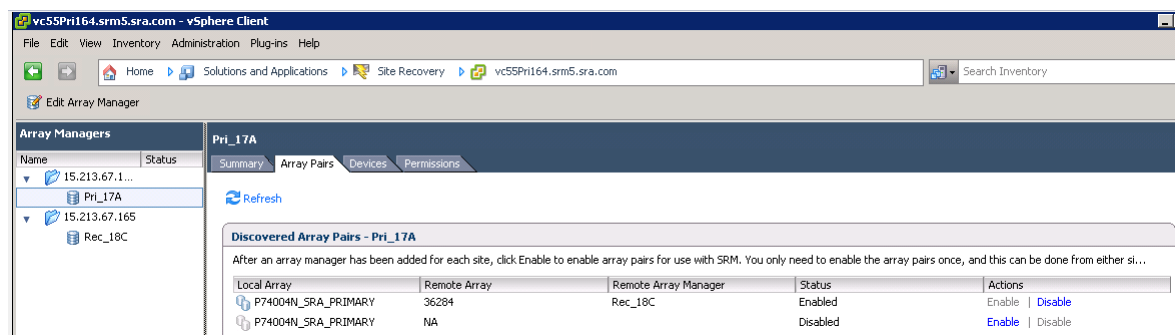 vc55Pri164.srm5.sra.com - vSphere Client
File Edit View Inventory Administration Plug-ins Help
Home Solutions and Applications Site Recovery vc55Pri164.srm5.sra.com Search Inventory
Edit Array Manager
Array Managers
Name Status
15.213.67.1...
Pri_17A
15.213.67.165
Rec_18C
Pri_17A
Summary Array Pairs Devices Permissions
Refresh
Discovered Array Pairs - Pri_17A
After an array manager has been added for each site, click Enable to enable array pairs for use with SRM. You only need to enable the array pairs once, and this can be done from either si...
Local Array Remote Array Remote Array Manager Status Actions
P74004N_SRA_PRIMARY 36284 Rec_18C Enabled Enable | Disable
P74004N_SRA_PRIMARY NA Disabled Enable | Disable